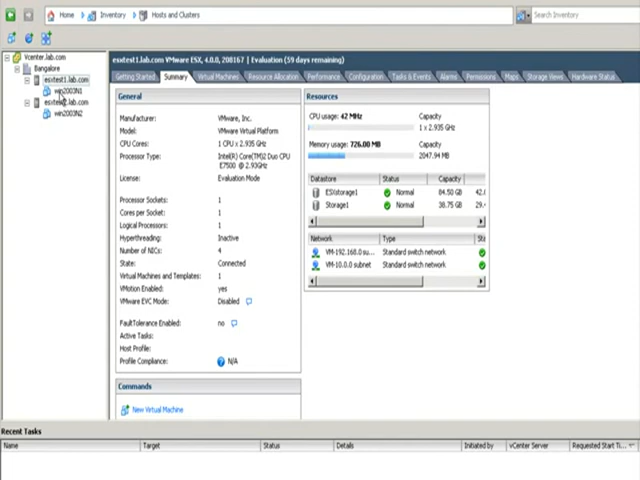 Home Inventory Hosts and Clusters Search Inventory
Vcenter.lab.com
Bangalore
esxtest1.lab.com
win2003N1
lab.com
win2003N2
esxtest1.lab.com VMware ESX, 4.0.0, 208167 | Evaluation (59 days remaining)
Getting Started Summary Virtual Machines Resource Allocation Performance Configuration Tasks & Events Alarms Permissions Maps Storage Views Hardware Status
General
Manufacturer: VMware, Inc.
Model: VMware Virtual Platform
CPU Cores: 1 CPU x 2.935 GHz
Processor Type: Intel(R) Core(TM)2 Duo CPU
E7500 @ 2.93GHz
License: Evaluation Mode
Processor Sockets: 1
Cores per Socket: 1
Logical Processors: 1
Hyperthreading: Inactive
Number of NICs: 4
State: Connected
Virtual Machines and Templates: 1
VMotion Enabled: yes
VMware EVC Mode: Disabled
FaultTolerance Enabled: no
Active Tasks:
Host Profile:
Profile Compliance: N/A
Commands
New Virtual Machine
Resources
CPU usage: 42 MHz Capacity
1 x 2.935 GHz
Memory usage: 726.00 MB Capacity
2047.94 MB
Datastore Status Capacity
ESXstorage1 Normal 84.50 GB 42.
Storage1 Normal 38.75 GB 29.
Network Type Sta
VM-192.168.0 su... Standard switch network
VM-10.0.0 subnet Standard switch network
Recent Tasks
Name Target Status Details Initiated by vCenter Server Requested Start Ti...